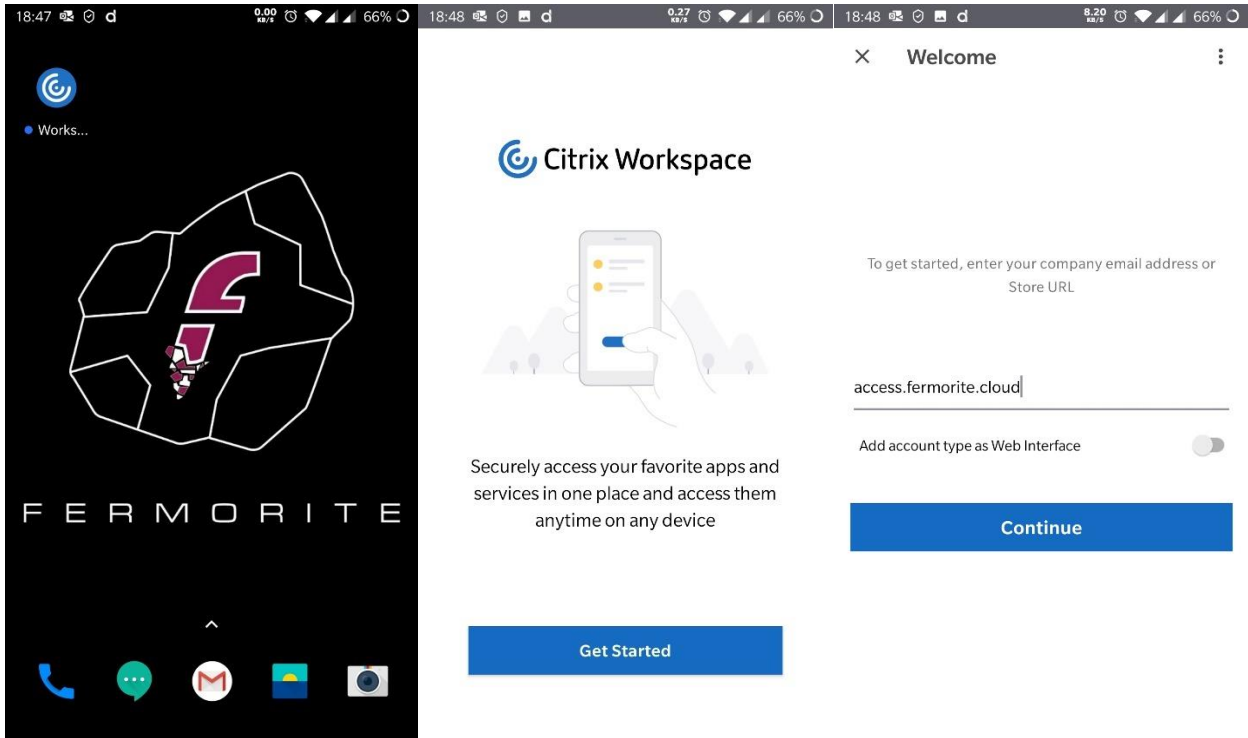 18:47 d 0.00 KB/S 66%
Works...
FERMORITE
18:48 d 0.27 KB/S 66%
Citrix Workspace
Securely access your favorite apps and
services in one place and access them
anytime on any device
Get Started
18:48 d 8.20 KB/S 66%
Welcome
To get started, enter your company email address or
Store URL
access.fermorite.cloud
Add account type as Web Interface
Continue